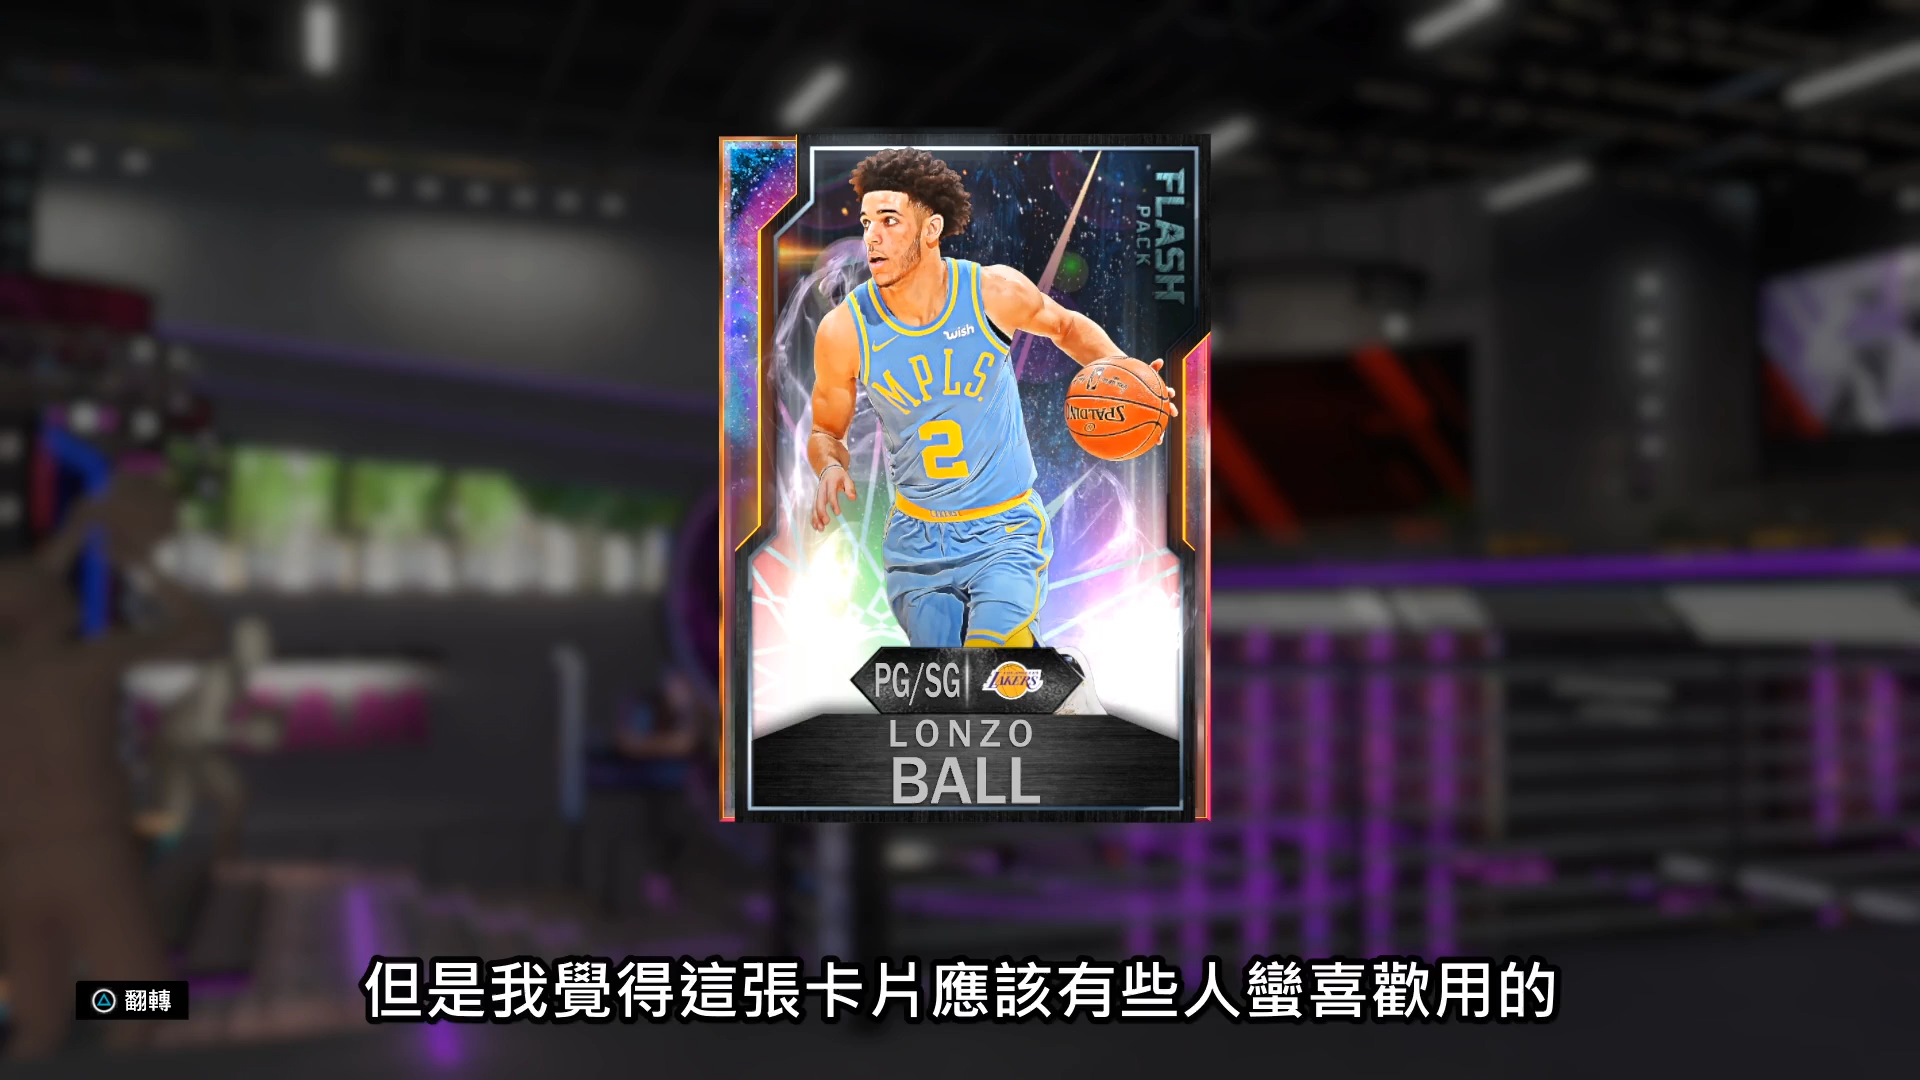 FLASH
PACK
wish
MPLS.
2
SPALDING
PG/SG
LAKERS
LONZO
BALL
但是我覺得這張卡片應該有些人蠻喜歡用的
翻轉